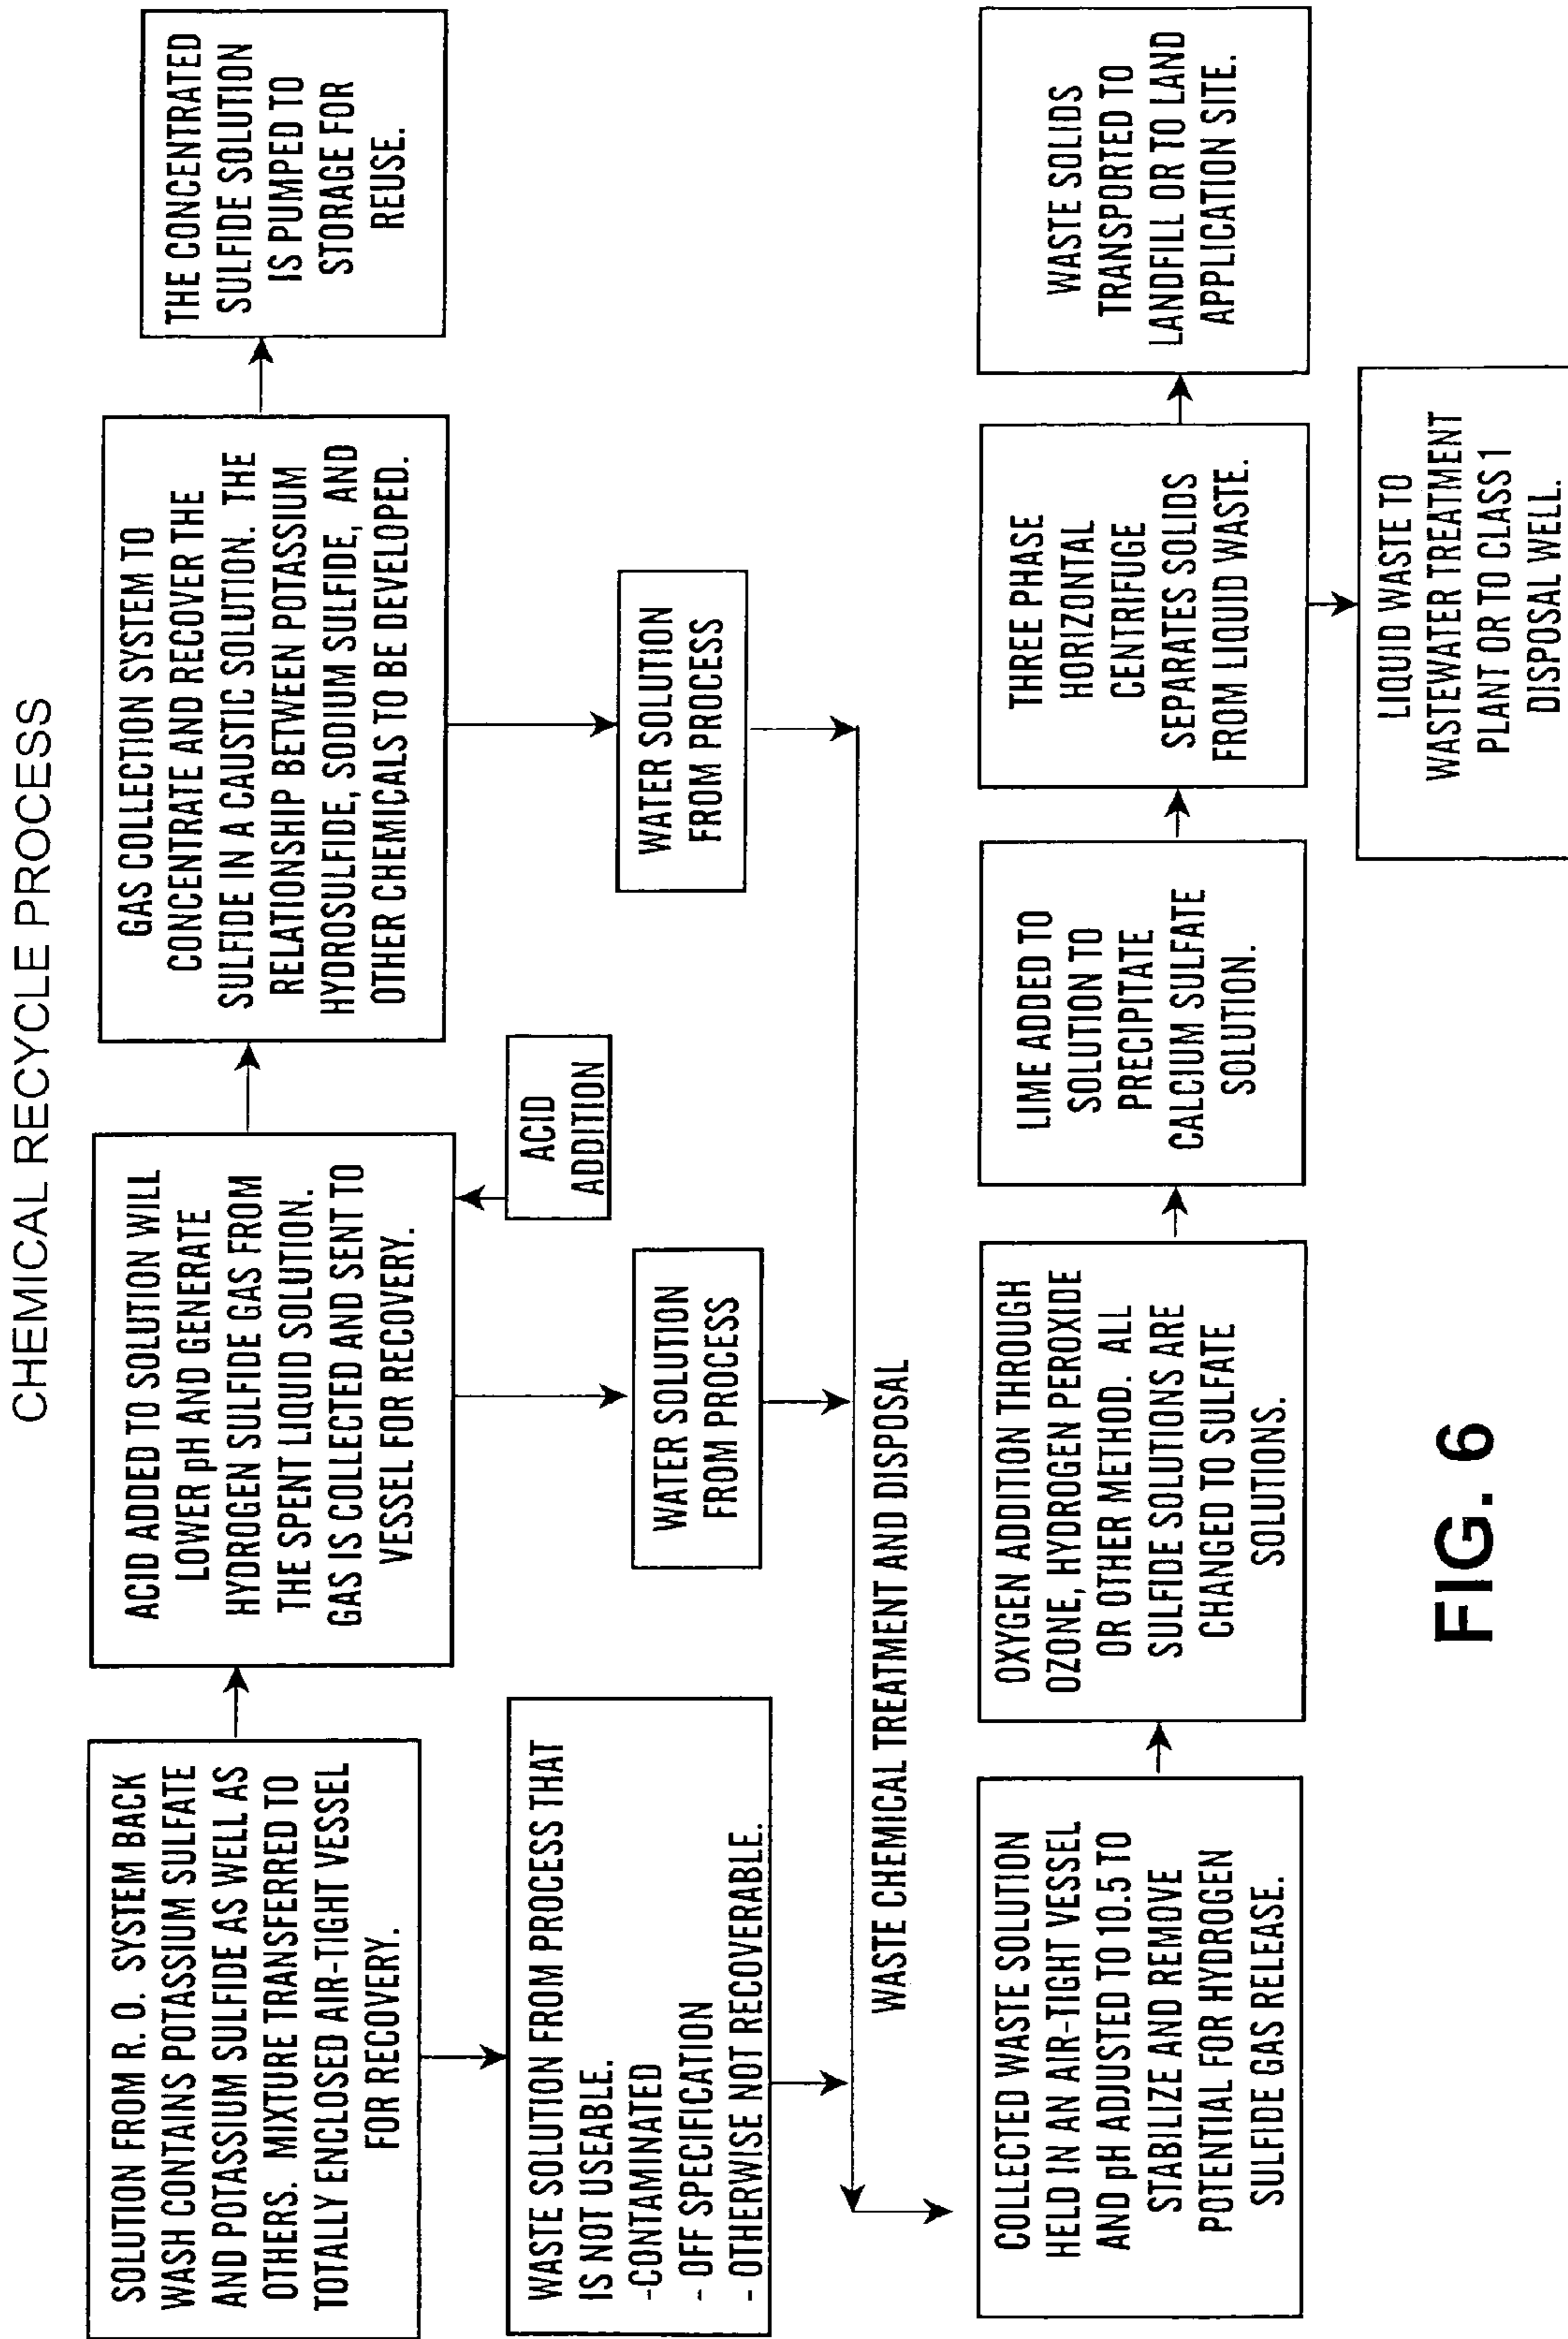 CHEMICAL RECYCLE PROCESS
SOLUTION FROM R. O. SYSTEM BACK
WASH CONTAINS POTASSIUM SULFATE
AND POTASSIUM SULFIDE AS WELL AS
OTHERS. MIXTURE TRANSFERRED TO
TOTALLY ENCLOSED AIR-TIGHT VESSEL
FOR RECOVERY.
ACID ADDED TO SOLUTION WILL
LOWER pH AND GENERATE
HYDROGEN SULFIDE GAS FROM
THE SPENT LIQUID SOLUTION.
GAS IS COLLECTED AND SENT TO
VESSEL FOR RECOVERY.
GAS COLLECTION SYSTEM TO
CONCENTRATE AND RECOVER THE
SULFIDE IN A CAUSTIC SOLUTION. THE
RELATIONSHIP BETWEEN POTASSIUM
HYDROSULFIDE, SODIUM SULFIDE, AND
OTHER CHEMICALS TO BE DEVELOPED.
THE CONCENTRATED
SULFIDE SOLUTION
IS PUMPED TO
STORAGE FOR
REUSE.
ACID
ADDITION
WASTE SOLUTION FROM PROCESS THAT
IS NOT USEABLE.
-CONTAMINATED
- OFF SPECIFICATION
- OTHERWISE NOT RECOVERABLE.
WATER SOLUTION
FROM PROCESS
WATER SOLUTION
FROM PROCESS
WASTE CHEMICAL TREATMENT AND DISPOSAL
COLLECTED WASTE SOLUTION
HELD IN AN AIR-TIGHT VESSEL
AND pH ADJUSTED TO 10.5 TO
STABILIZE AND REMOVE
POTENTIAL FOR HYDROGEN
SULFIDE GAS RELEASE.
OXYGEN ADDITION THROUGH
OZONE, HYDROGEN PEROXIDE
OR OTHER METHOD. ALL
SULFIDE SOLUTIONS ARE
CHANGED TO SULFATE
SOLUTIONS.
LIME ADDED TO
SOLUTION TO
PRECIPITATE
CALCIUM SULFATE
SOLUTION.
THREE PHASE
HORIZONTAL
CENTRIFUGE
SEPARATES SOLIDS
FROM LIQUID WASTE.
WASTE SOLIDS
TRANSPORTED TO
LANDFILL OR TO LAND
APPLICATION SITE.
LIQUID WASTE TO
WASTEWATER TREATMENT
PLANT OR TO CLASS 1
DISPOSAL WELL.
FIG. 6